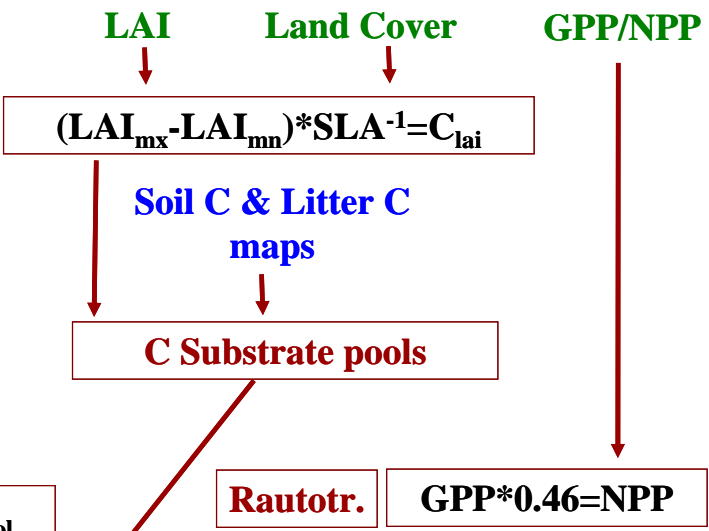 LAI Land Cover GPP/NPP
(LAImx-LAImn)*SLA-1=Clai
Soil C & Litter C
maps
C Substrate pools
Rautotr. GPP*0.46=NPP